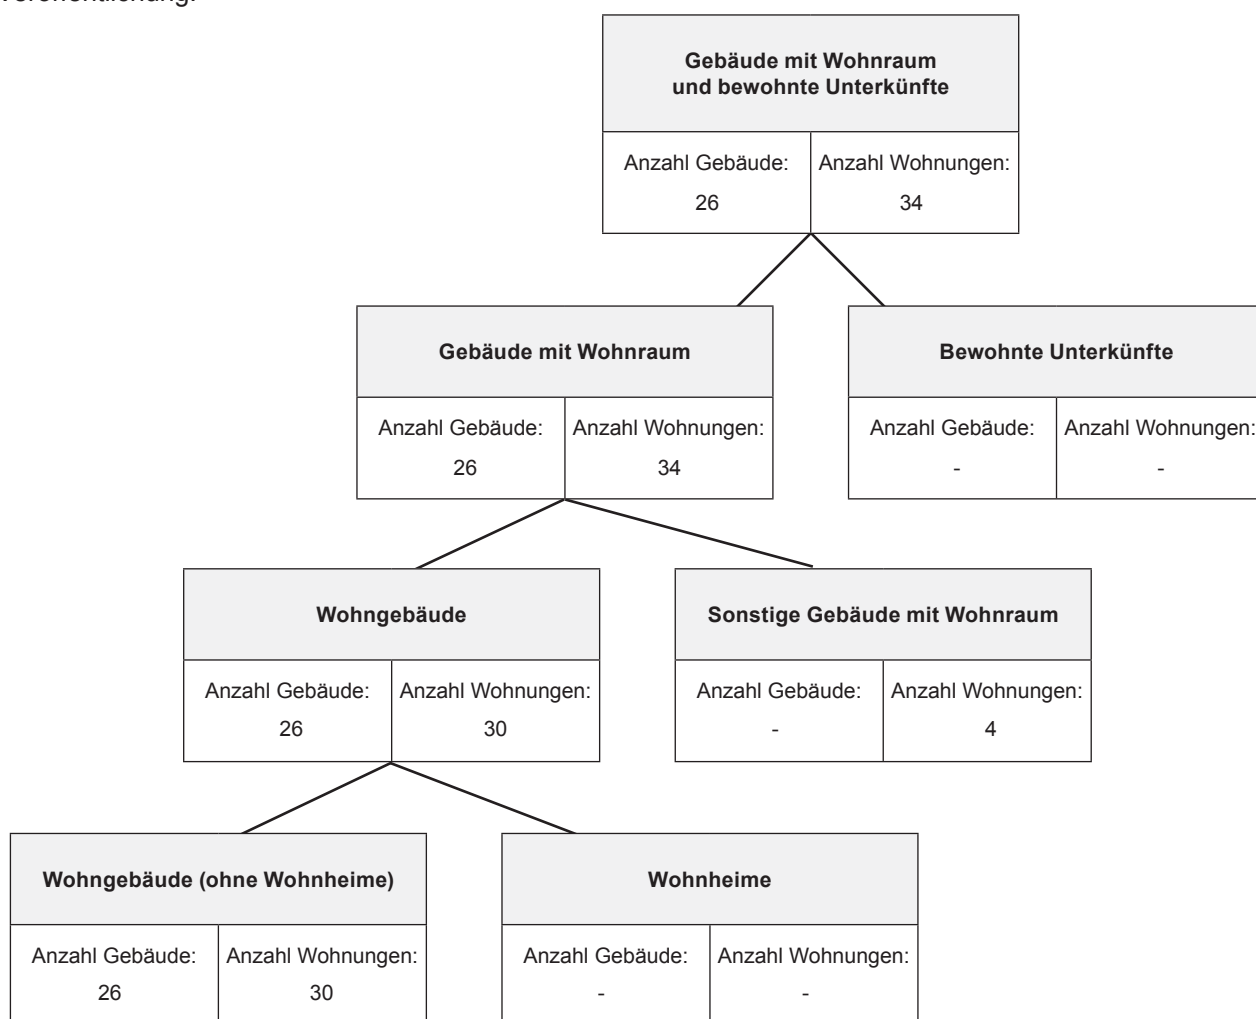 Veröffentlichung.
Gebäude mit Wohnraum
und bewohnte Unterkünfte
Anzahl Gebäude: Anzahl Wohnungen:
26 34
Gebäude mit Wohnraum Bewohnte Unterkünfte
Anzahl Gebäude: Anzahl Wohnungen: Anzahl Gebäude: Anzahl Wohnungen:
26 34 - -
Wohngebäude Sonstige Gebäude mit Wohnraum
Anzahl Gebäude: Anzahl Wohnungen: Anzahl Gebäude: Anzahl Wohnungen:
26 30 - 4
Wohngebäude (ohne Wohnheime) Wohnheime
Anzahl Gebäude: Anzahl Wohnungen: Anzahl Gebäude: Anzahl Wohnungen:
26 30 - -